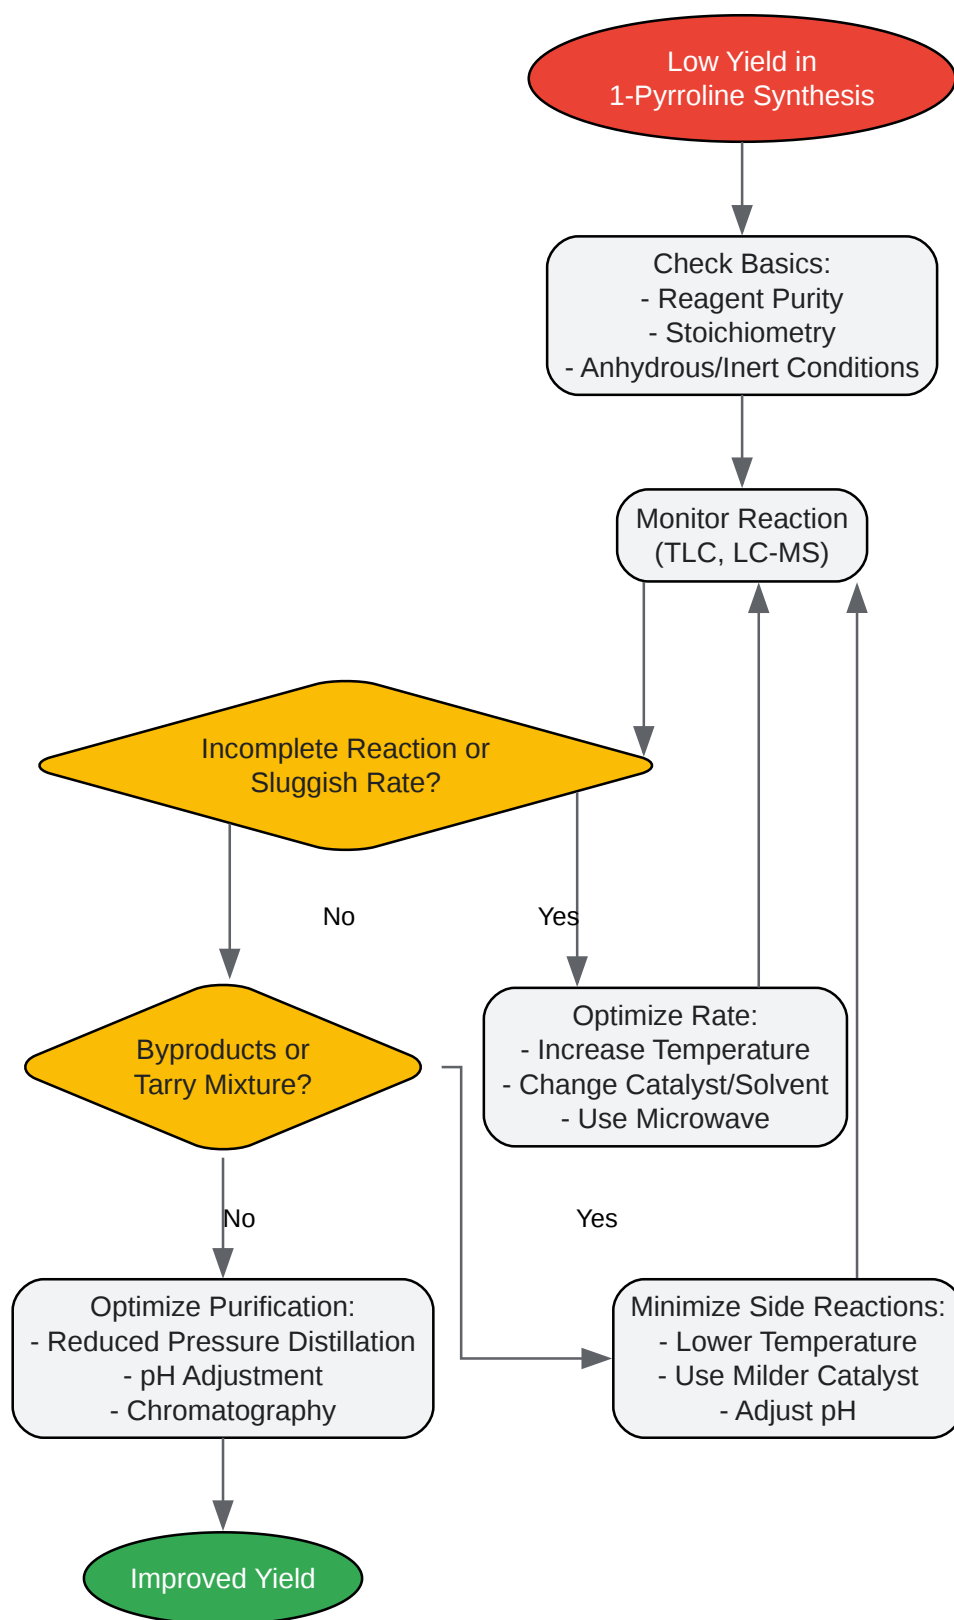 Low Yield in
1-Pyrroline Synthesis
Check Basics:
- Reagent Purity
- Stoichiometry
- Anhydrous/Inert Conditions
Monitor Reaction
(TLC, LC-MS)
Incomplete Reaction or
Sluggish Rate?
No
Yes
Byproducts or
Tarry Mixture?
Optimize Rate:
- Increase Temperature
- Change Catalyst/Solvent
- Use Microwave
No
Yes
Optimize Purification:
- Reduced Pressure Distillation
- pH Adjustment
- Chromatography
Minimize Side Reactions:
- Lower Temperature
- Use Milder Catalyst
- Adjust pH
Improved Yield